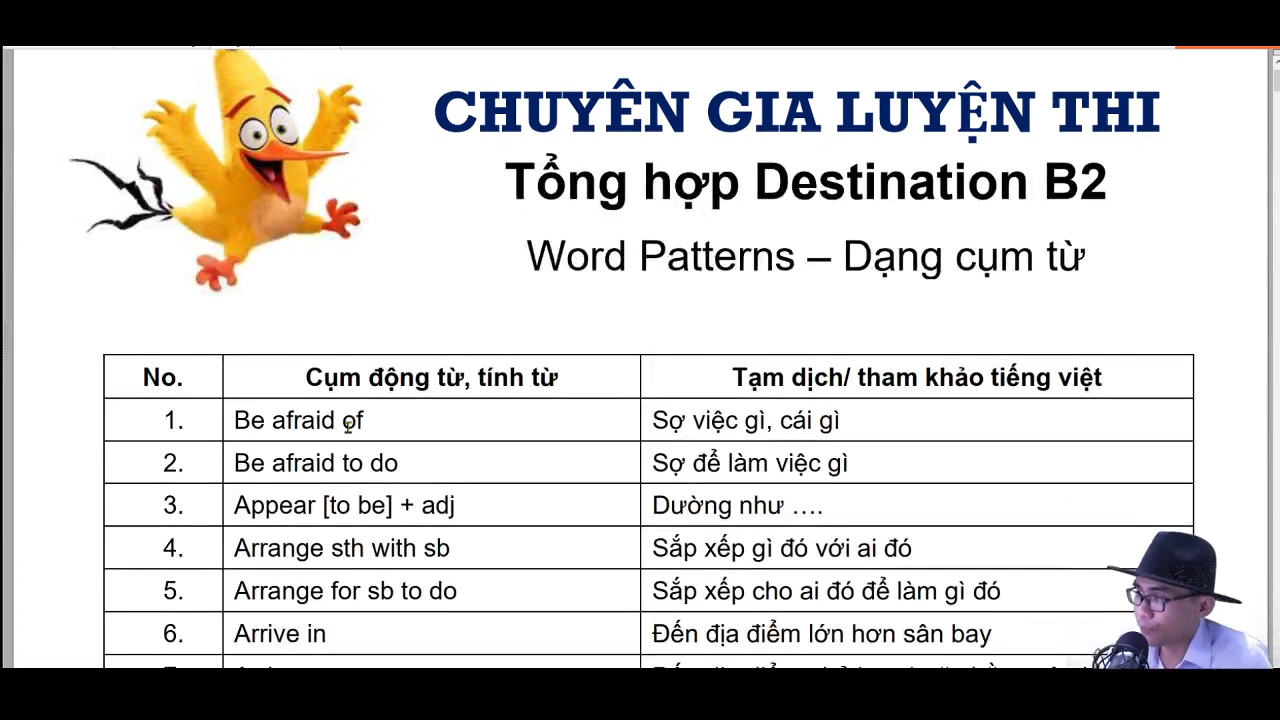 CHUYÊN GIA LUYỆN THI
Tổng hợp Destination B2
Word Patterns – Dạng cụm từ
No. Cụm động từ, tính từ Tạm dịch/ tham khảo tiếng việt
1. Be afraid of Sợ việc gì, cái gì
2. Be afraid to do Sợ để làm việc gì
3. Appear [to be] + adj Dường như ….
4. Arrange sth with sb Sắp xếp gì đó với ai đó
5. Arrange for sb to do Sắp xếp cho ai đó để làm gì đó
6. Arrive in Đến địa điểm lớn hơn sân bay